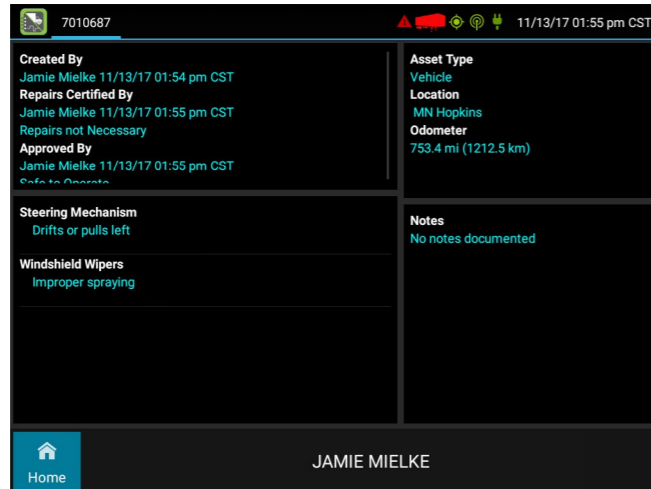 7010687
11/13/17 01:55 pm CST
Created By
Jamie Mielke 11/13/17 01:54 pm CST
Repairs Certified By
Jamie Mielke 11/13/17 01:55 pm CST
Repairs not Necessary
Approved By
Jamie Mielke 11/13/17 01:55 pm CST
Safe to Operate
Asset Type
Vehicle
Location
MN Hopkins
Odometer
753.4 mi (1212.5 km)
Steering Mechanism
Drifts or pulls left
Windshield Wipers
Improper spraying
Notes
No notes documented
Home
JAMIE MIELKE